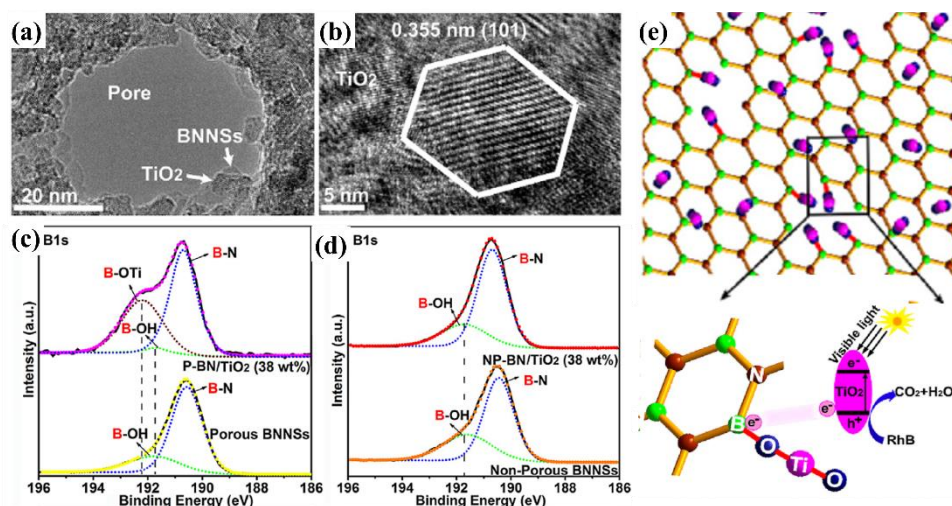 (a)
Pore
BNNSs
TiO2
20 nm
(b)
0.355 nm (101)
TiO2
5 nm
(c)
B1s
B-N
B-OTi
B-OH
P-BN/TiO2 (38 wt%)
B-N
B-OH
Porous BNNSs
Intensity (a.u.)
196 194 192 190 188 186
Binding Energy (eV)
(d)
B1s
B-N
B-OH
NP-BN/TiO2 (38 wt%)
B-N
B-OH
Non-Porous BNNSs
Intensity (a.u.)
196 194 192 190 188 186
Binding Energy (eV)
(e)
Visible light
e-
TiO2
h+
CO2+H2O
RhB
e-
N
B
e-
O
Ti
O